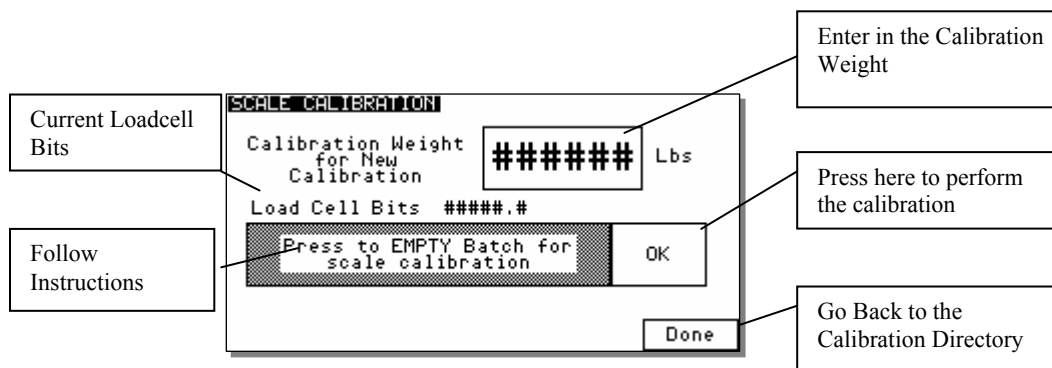 Enter in the Calibration
Weight
Current Loadcell
Bits
SCALE CALIBRATION
Calibration Weight
for New
Calibration
###### Lbs
Load Cell Bits #####.#
Press here to perform
the calibration
Follow
Instructions
Press to EMPTY Batch for
scale calibration
OK
Go Back to the
Calibration Directory
Done